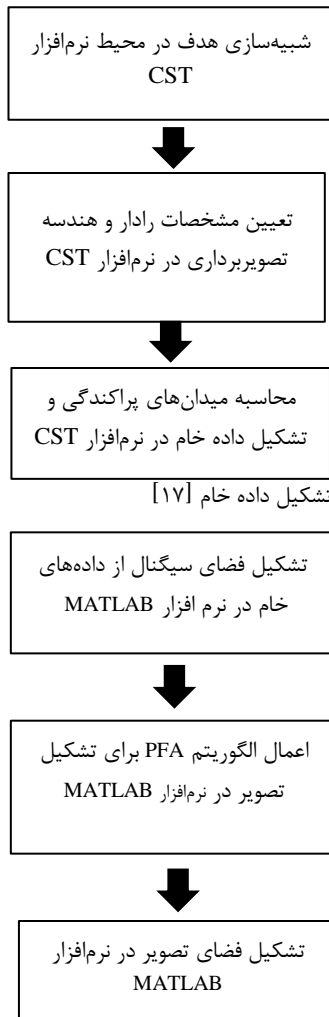 شبیه‌سازی هدف در محیط نرم‌افزار
CST
تعیین مشخصات رادار و هندسه
تصویربرداری در نرم‌افزار CST
محاسبه میدان‌های پراکندگی و
تشکیل داده خام در نرم‌افزار CST
تشکیل داده خام [۱۷]
تشکیل فضای سیگنال از داده‌های
خام در نرم افزار MATLAB
اعمال الگوریتم PFA برای تشکیل
تصویر در نرم‌افزار MATLAB
تشکیل فضای تصویر در نرم‌افزار
MATLAB